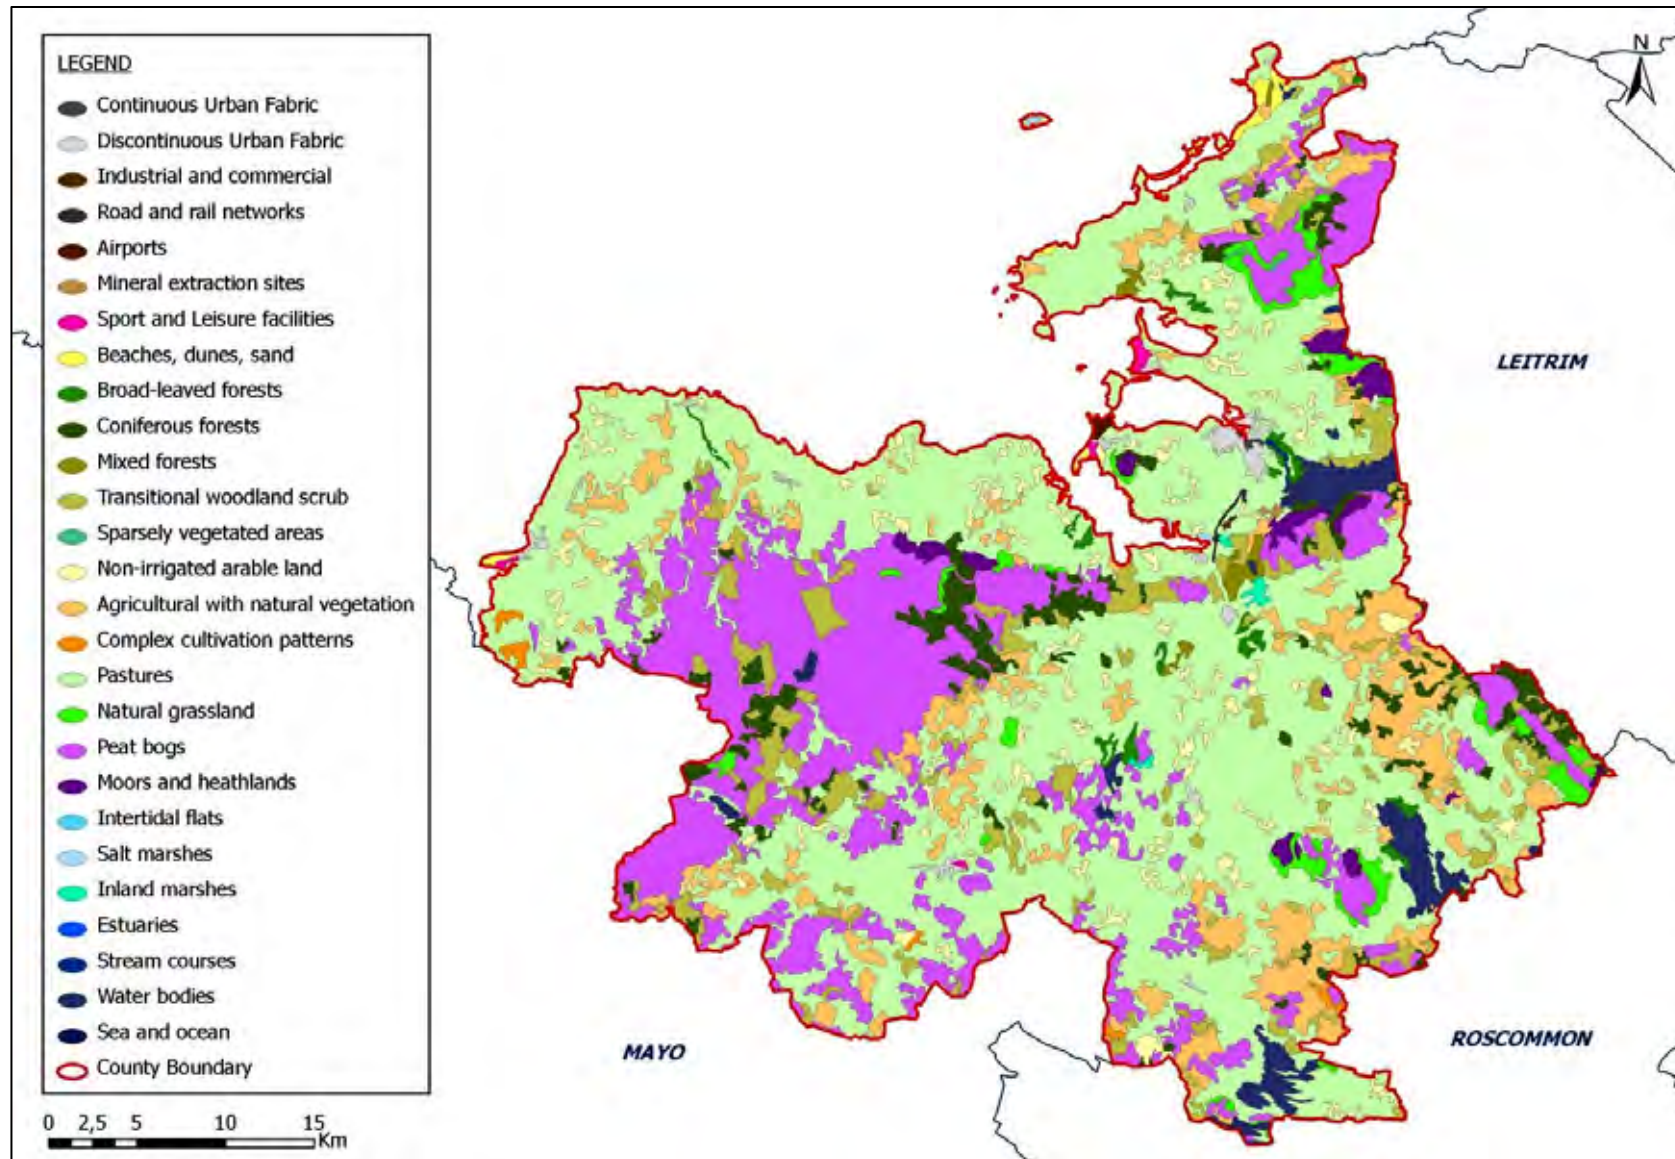 LEGEND
Continuous Urban Fabric
Discontinuous Urban Fabric
Industrial and commercial
Road and rail networks
Airports
Mineral extraction sites
Sport and Leisure facilities
Beaches, dunes, sand
Broad-leaved forests
Coniferous forests
Mixed forests
Transitional woodland scrub
Sparsely vegetated areas
Non-irrigated arable land
Agricultural with natural vegetation
Complex cultivation patterns
Pastures
Natural grassland
Peat bogs
Moors and heathlands
Intertidal flats
Salt marshes
Inland marshes
Estuaries
Stream courses
Water bodies
Sea and ocean
County Boundary
0 2,5 5 10 15
Km
N
LEITRIM
MAYO
ROSCOMMON